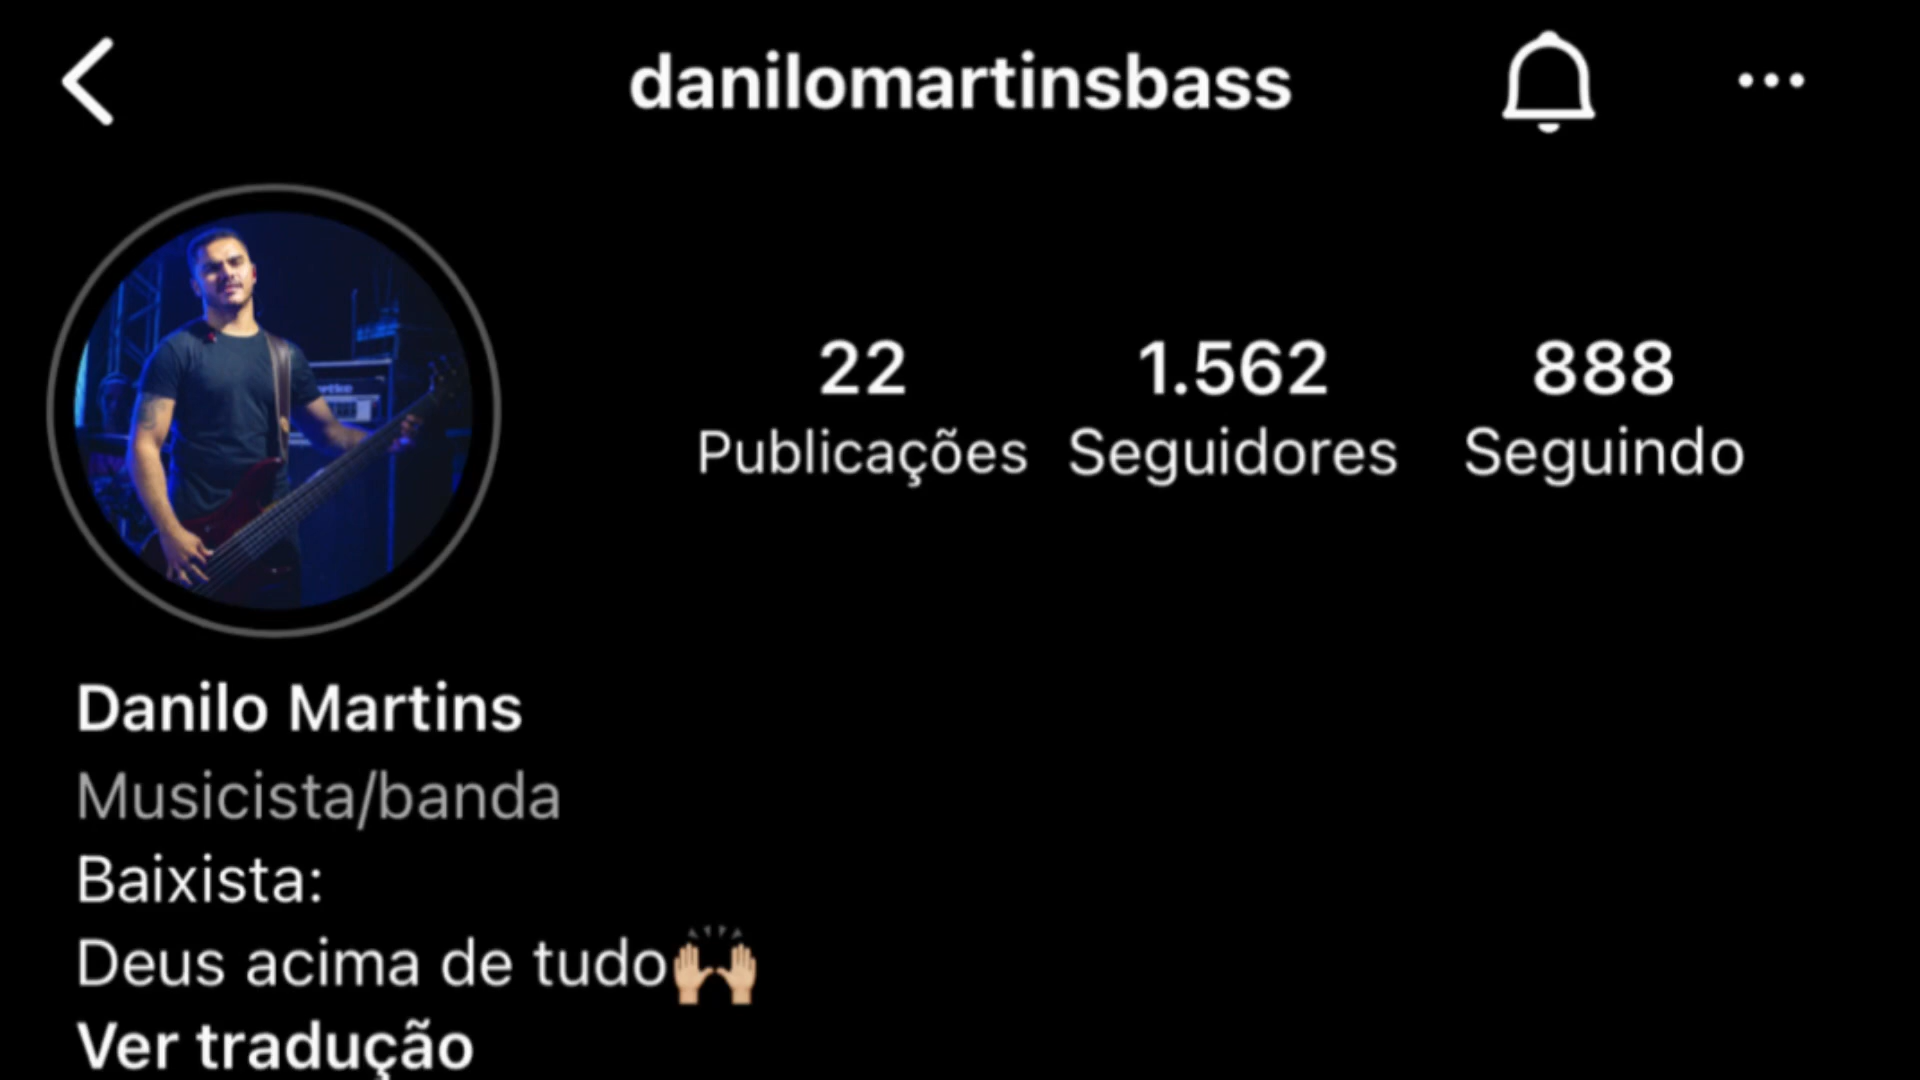 danilomartinsbass
22 1.562 888
Publicações Seguidores Seguindo
Danilo Martins
Musicista/banda
Baixista:
Deus acima de tudo🙌🏼
Ver tradução